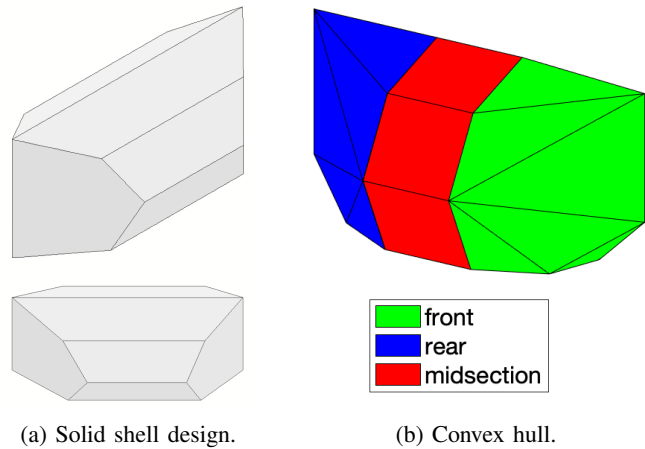 front
rear
midsection
(a) Solid shell design.
(b) Convex hull.